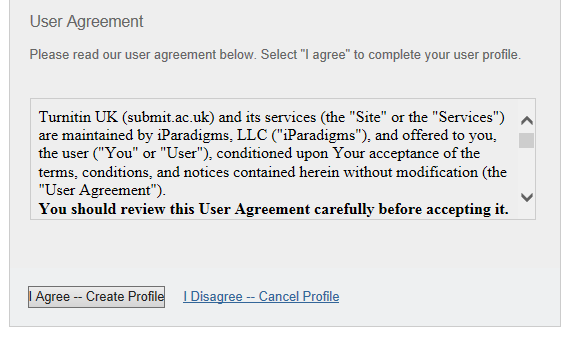 User Agreement
Please read our user agreement below. Select "I agree" to complete your user profile.
Turnitin UK (submit.ac.uk) and its services (the "Site" or the "Services")
are maintained by iParadigms, LLC ("iParadigms"), and offered to you,
the user ("You" or "User"), conditioned upon Your acceptance of the
terms, conditions, and notices contained herein without modification (the
"User Agreement").
You should review this User Agreement carefully before accepting it.
I Agree -- Create Profile I Disagree -- Cancel Profile